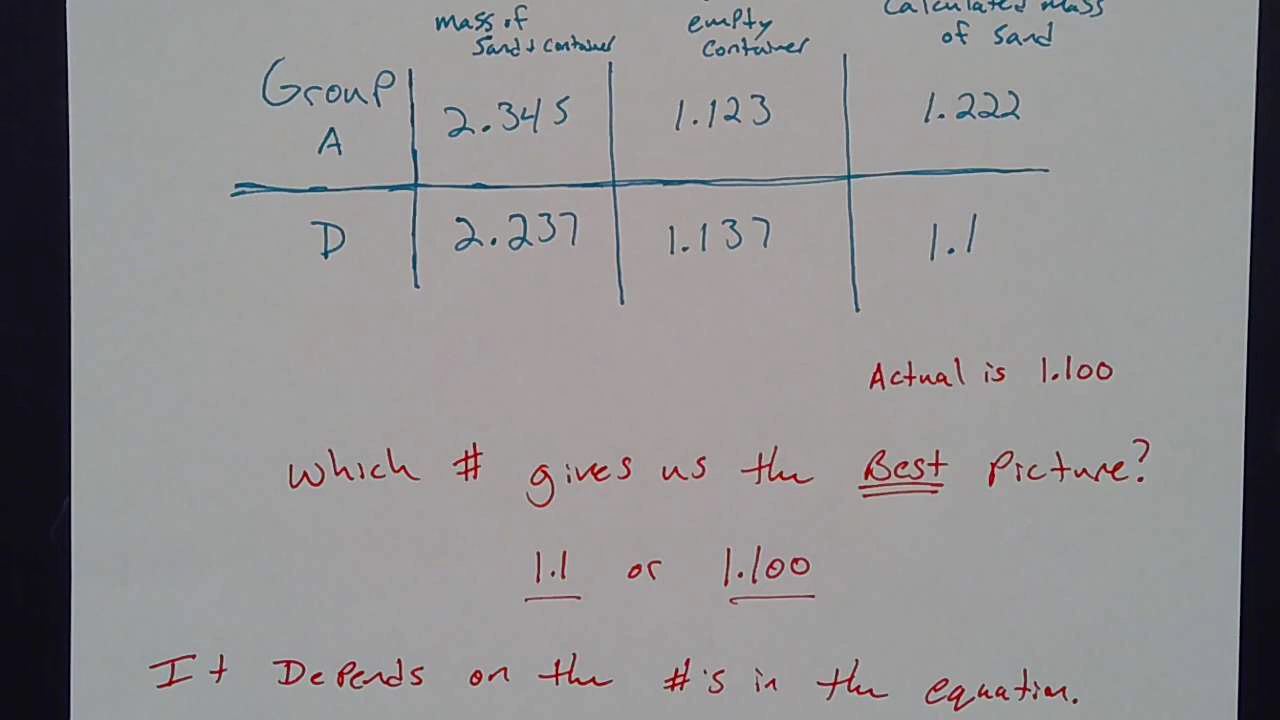 mass of empty Calculated mass
Sand + Container Container of Sand
Group 2.345 1.123 1.222
A
D 2.237 1.137 1.1
Actual is 1.100
Which # gives us the Best Picture?
1.1 or 1.100
It Depends on the #'s in the equation.